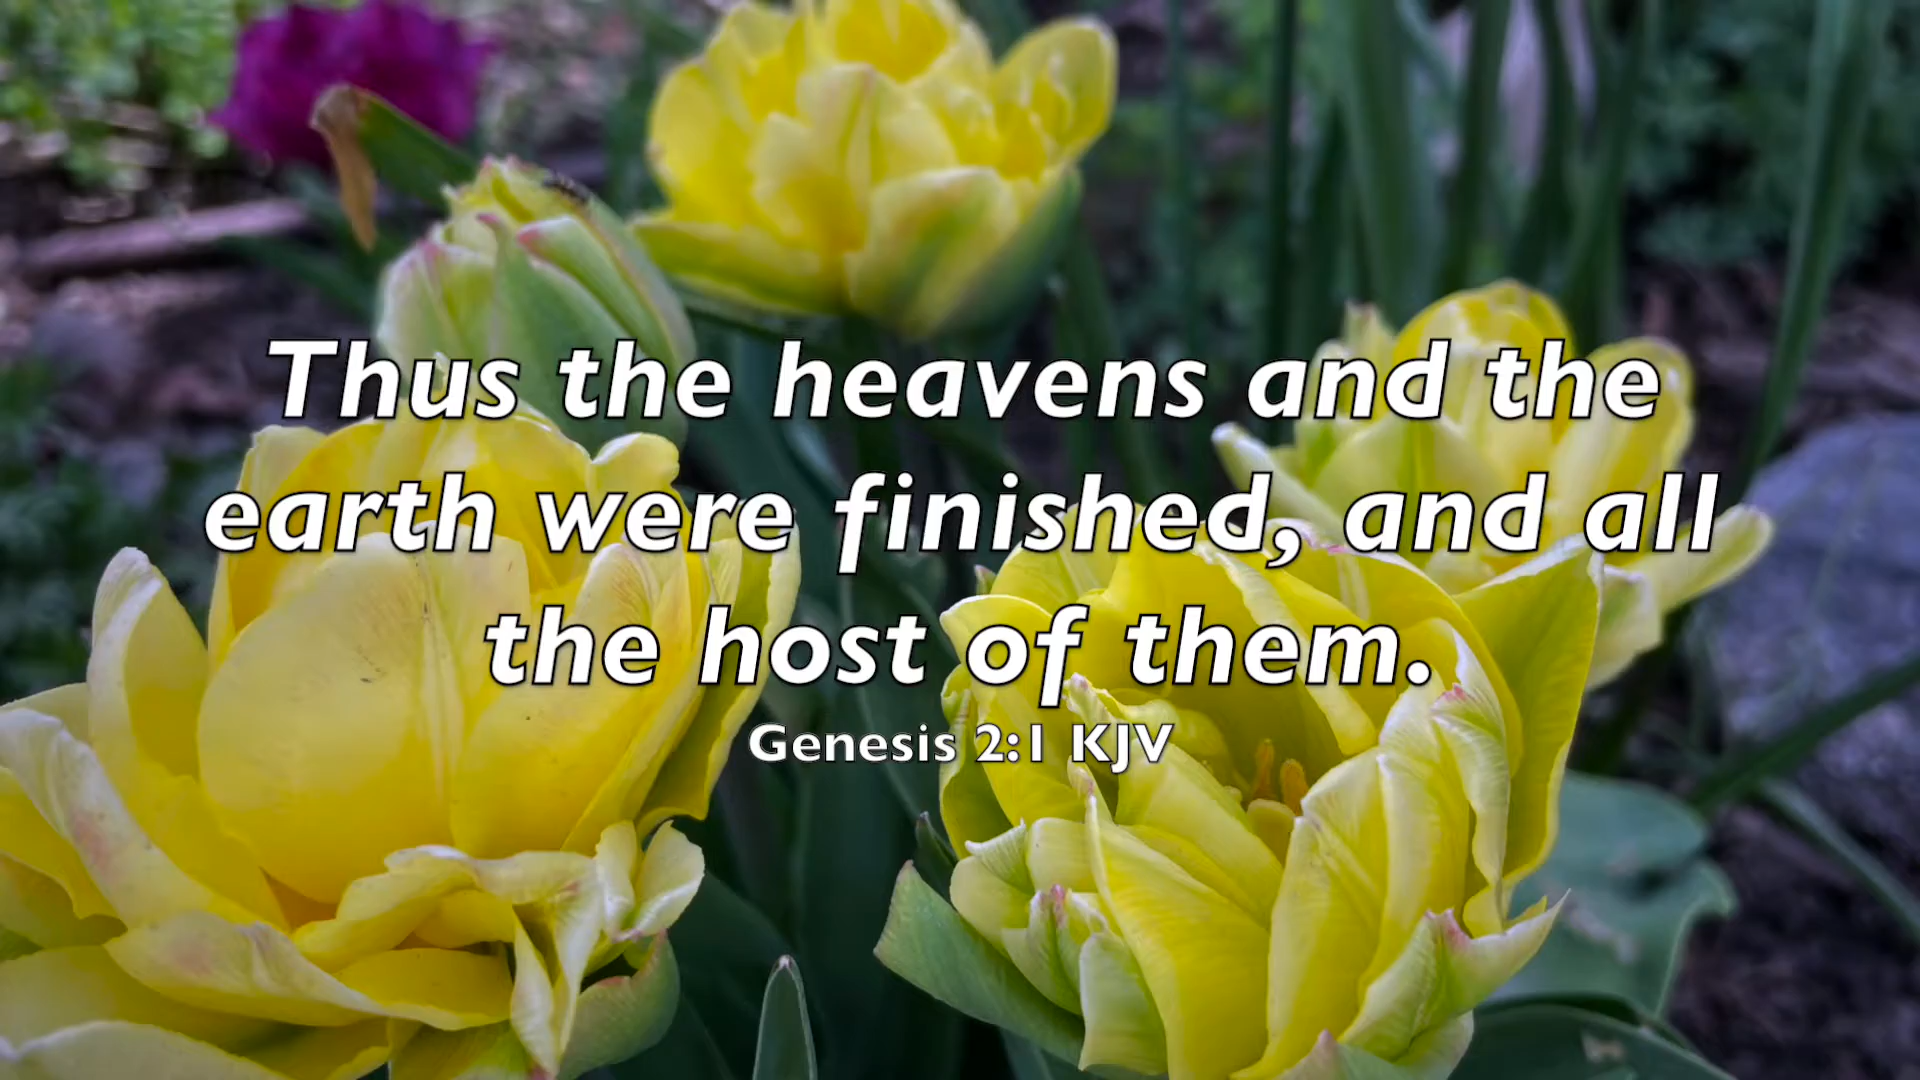 Thus the heavens and the
earth were finished, and all
the host of them.
Genesis 2:1 KJV